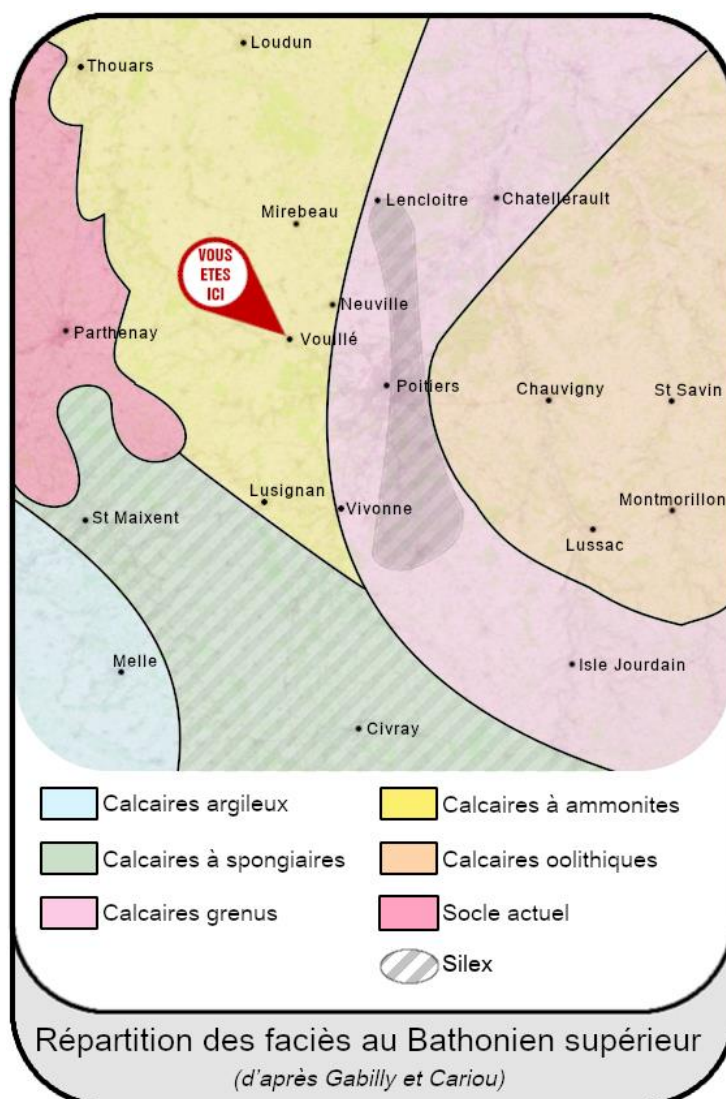 Loudun
Thouars
Lencloitre
Chatellerault
Mirebeau
VOUS
ETES
ICI
Neuville
Parthenay
Vouillé
Poitiers
Chauvigny
St Savin
Lusignan
Vivonne
Montmorillon
St Maixent
Lussac
Melle
Isle Jourdain
Civray
Calcaires argileux
Calcaires à ammonites
Calcaires à spongiaires
Calcaires oolithiques
Calcaires grenus
Socle actuel
Silex
Répartition des faciès au Bathonien supérieur
(d'après Gabilly et Cariou)